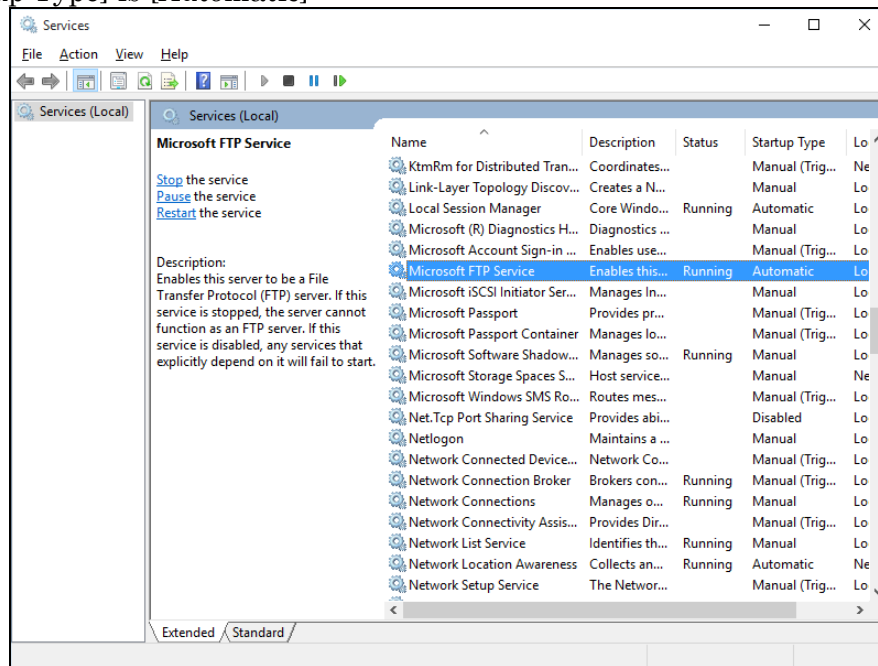 Services
File Action View Help
Services (Local)
Services (Local)
Microsoft FTP Service
Stop the service
Pause the service
Restart the service
Description:
Enables this server to be a File
Transfer Protocol (FTP) server. If this
service is stopped, the server cannot
function as an FTP server. If this
service is disabled, any services that
explicitly depend on it will fail to start.
Name Description Status Startup Type Lo
KtmRm for Distributed Tran... Coordinates... Manual (Trig... Ne
Link-Layer Topology Discov... Creates a N... Manual Lo
Local Session Manager Core Windo... Running Automatic Lo
Microsoft (R) Diagnostics H... Diagnostics ... Manual Lo
Microsoft Account Sign-in ... Enables use... Manual (Trig... Lo
Microsoft FTP Service Enables this... Running Automatic Lo
Microsoft iSCSI Initiator Ser... Manages In... Manual Lo
Microsoft Passport Provides pr... Manual (Trig... Lo
Microsoft Passport Container Manages lo... Manual (Trig... Lo
Microsoft Software Shadow... Manages so... Running Manual Lo
Microsoft Storage Spaces S... Host service... Manual Ne
Microsoft Windows SMS Ro... Routes mes... Manual (Trig... Lo
Net.Tcp Port Sharing Service Provides abi... Disabled Lo
Netlogon Maintains a ... Manual Lo
Network Connected Device... Network Co... Manual (Trig... Lo
Network Connection Broker Brokers con... Running Manual (Trig... Lo
Network Connections Manages o... Running Manual Lo
Network Connectivity Assis... Provides Dir... Manual (Trig... Lo
Network List Service Identifies th... Running Manual Lo
Network Location Awareness Collects an... Running Automatic Ne
Network Setup Service The Networ... Manual (Trig... Lo
Extended Standard